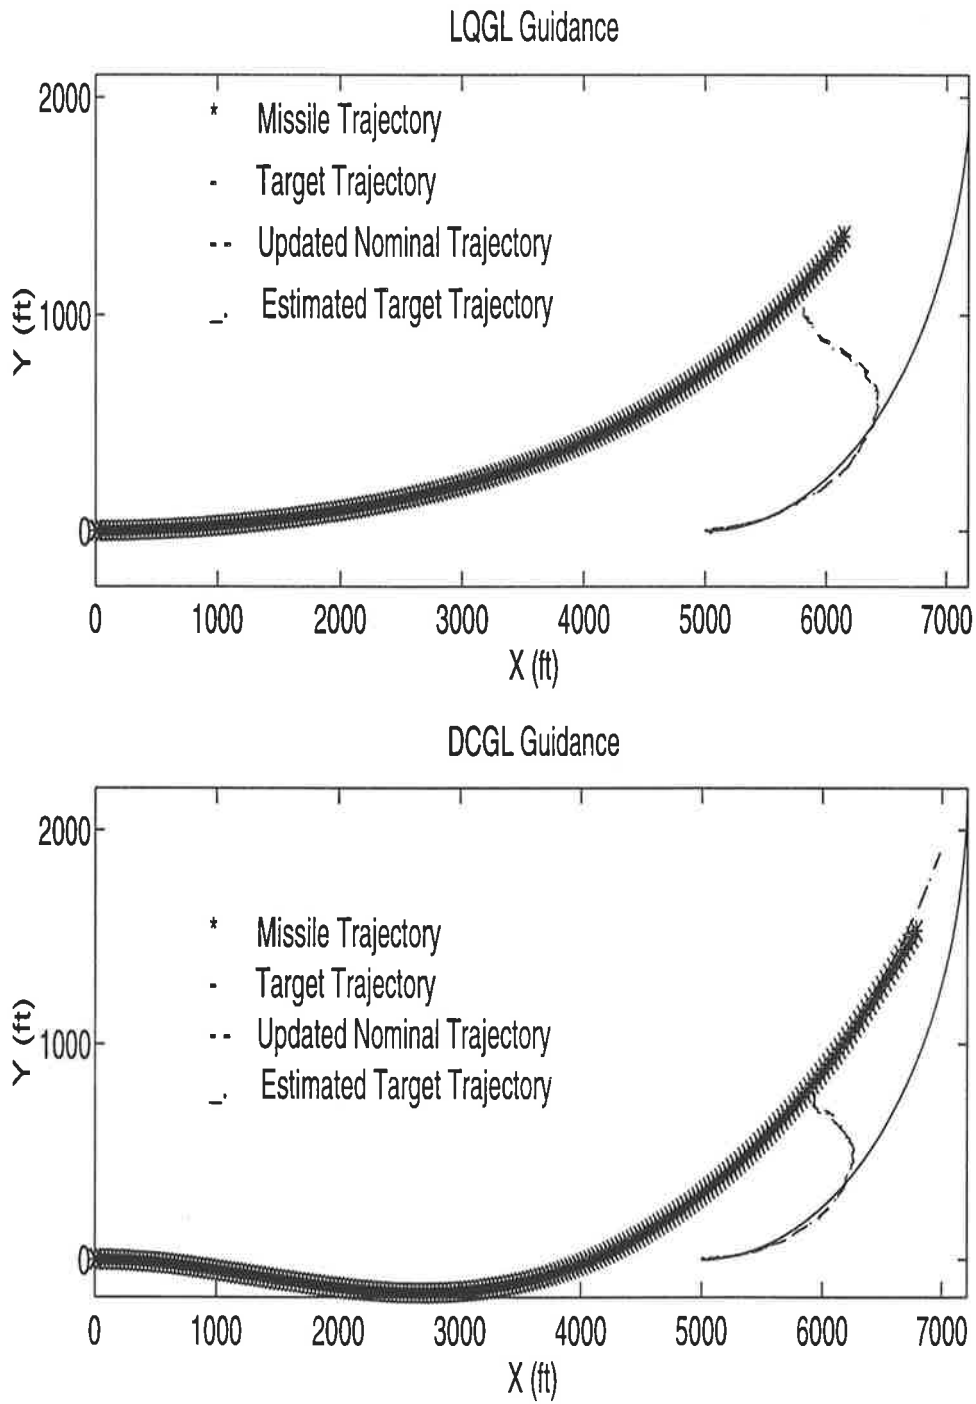 LQGL Guidance
2000
* Missile Trajectory
- Target Trajectory
-- Updated Nominal Trajectory
_. Estimated Target Trajectory
1000
Y (ft)
0
0 1000 2000 3000 4000 5000 6000 7000
X (ft)
DCGL Guidance
2000
* Missile Trajectory
- Target Trajectory
-- Updated Nominal Trajectory
_. Estimated Target Trajectory
1000
Y (ft)
0
0 1000 2000 3000 4000 5000 6000 7000
X (ft)